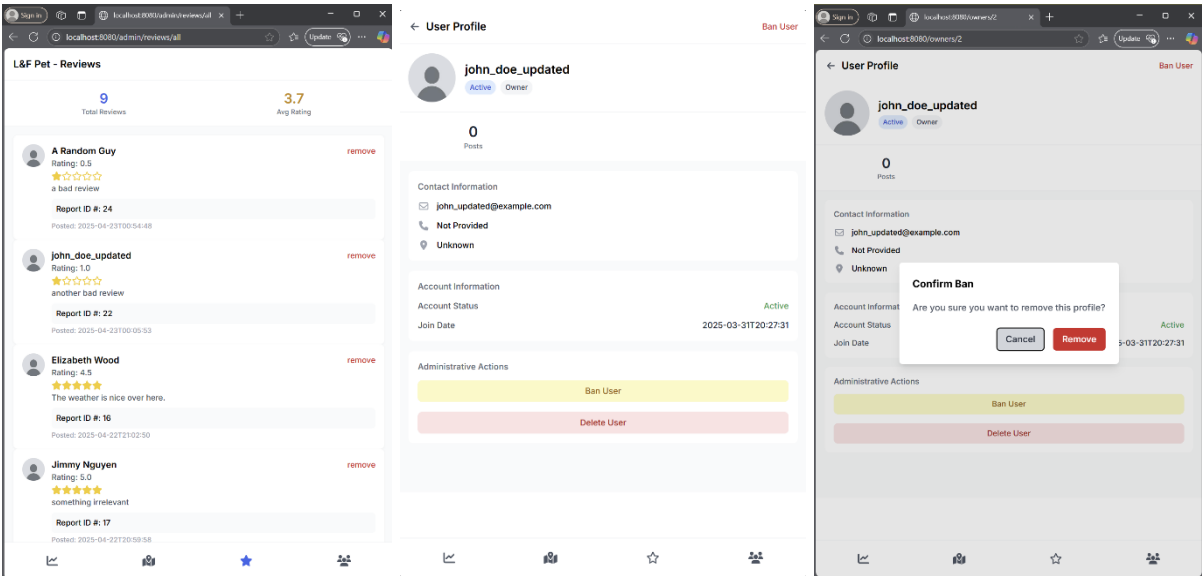 Sign in
localhost:8080/admin/reviews/all
localhost:8080/admin/reviews/all
Update
L&F Pet - Reviews
9
Total Reviews
3.7
Avg Rating
A Random Guy
remove
Rating: 0.5
a bad review
Report ID #: 24
Posted: 2025-04-23T00:54:48
john_doe_updated
remove
Rating: 1.0
another bad review
Report ID #: 22
Posted: 2025-04-23T00:05:53
Elizabeth Wood
remove
Rating: 4.5
The weather is nice over here.
Report ID #: 16
Posted: 2025-04-22T21:02:50
Jimmy Nguyen
remove
Rating: 5.0
something irrelevant
Report ID #: 17
Posted: 2025-04-22T20:59:58
User Profile
Ban User
john_doe_updated
Active
Owner
0
Posts
Contact Information
john_updated@example.com
Not Provided
Unknown
Account Information
Account Status
Active
Join Date
2025-03-31T20:27:31
Administrative Actions
Ban User
Delete User
Sign in
localhost:8080/owners/2
localhost:8080/owners/2
Update
User Profile
Ban User
john_doe_updated
Active
Owner
0
Posts
Contact Information
john_updated@example.com
Not Provided
Unknown
Confirm Ban
Are you sure you want to remove this profile?
Cancel
Remove
Account Informat
Account Status
Active
Join Date
5-03-31T20:27:31
Administrative Actions
Ban User
Delete User